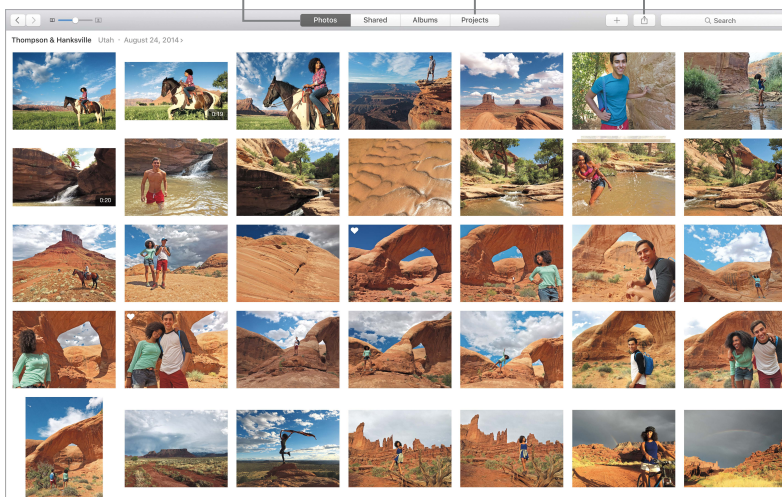 Photos Shared Albums Projects Search
Thompson & Hanksville Utah · August 24, 2014 >
0:19
0:20